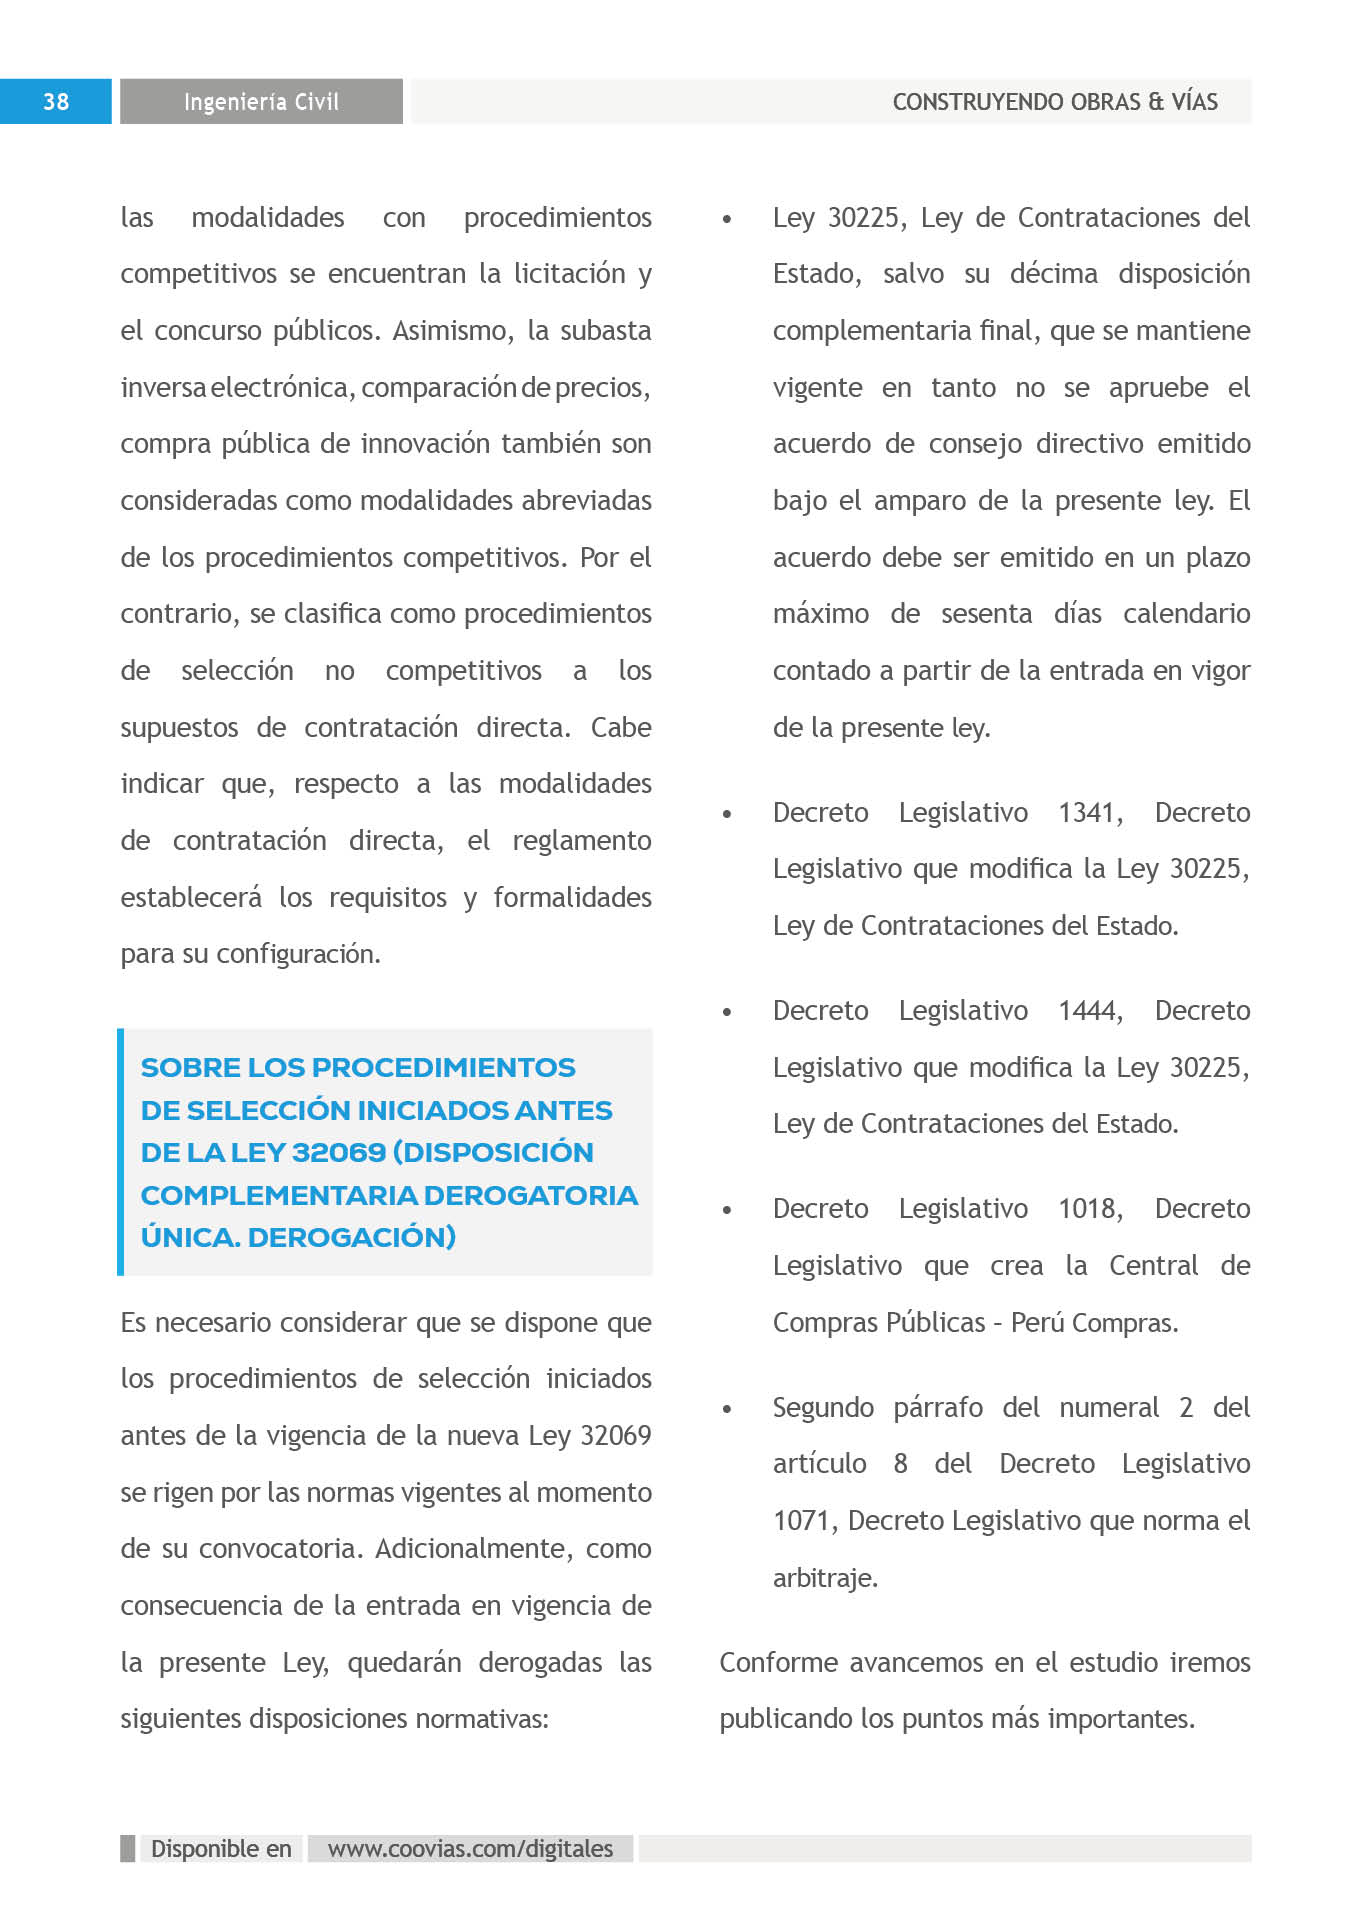 38
Ingeniería Civil
CONSTRUYENDO OBRAS & VÍAS
las modalidades con procedimientos
competitivos se encuentran la licitación y
el concurso públicos. Asimismo, la subasta
inversa electrónica, comparación de precios,
compra pública de innovación también son
consideradas como modalidades abreviadas
de los procedimientos competitivos. Por el
contrario, se clasifica como procedimientos
de selección no competitivos a los
supuestos de contratación directa. Cabe
indicar que, respecto a las modalidades
de contratación directa, el reglamento
establecerá los requisitos y formalidades
para su configuración.
SOBRE LOS PROCEDIMIENTOS
DE SELECCIÓN INICIADOS ANTES
DE LA LEY 32069 (DISPOSICIÓN
COMPLEMENTARIA DEROGATORIA
ÚNICA. DEROGACIÓN)
Es necesario considerar que se dispone que
los procedimientos de selección iniciados
antes de la vigencia de la nueva Ley 32069
se rigen por las normas vigentes al momento
de su convocatoria. Adicionalmente, como
consecuencia de la entrada en vigencia de
la presente Ley, quedarán derogadas las
siguientes disposiciones normativas:
• Ley 30225, Ley de Contrataciones del
Estado, salvo su décima disposición
complementaria final, que se mantiene
vigente en tanto no se apruebe el
acuerdo de consejo directivo emitido
bajo el amparo de la presente ley. El
acuerdo debe ser emitido en un plazo
máximo de sesenta días calendario
contado a partir de la entrada en vigor
de la presente ley.
• Decreto Legislativo 1341, Decreto
Legislativo que modifica la Ley 30225,
Ley de Contrataciones del Estado.
• Decreto Legislativo 1444, Decreto
Legislativo que modifica la Ley 30225,
Ley de Contrataciones del Estado.
• Decreto Legislativo 1018, Decreto
Legislativo que crea la Central de
Compras Públicas – Perú Compras.
• Segundo párrafo del numeral 2 del
artículo 8 del Decreto Legislativo
1071, Decreto Legislativo que norma el
arbitraje.
Conforme avancemos en el estudio iremos
publicando los puntos más importantes.
Disponible en
www.coovias.com/digitales